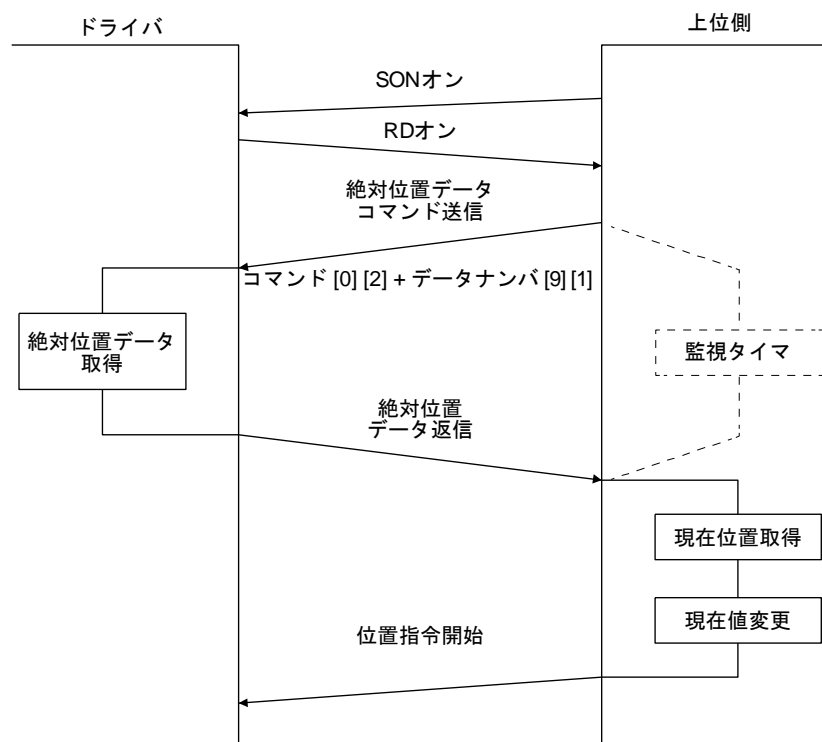 ドライバ
上位側
SONオン
RDオン
絶対位置データ
コマンド送信
コマンド [0] [2] + データナンバ [9] [1]
絶対位置データ
取得
監視タイマ
絶対位置
データ返信
現在位置取得
現在値変更
位置指令開始